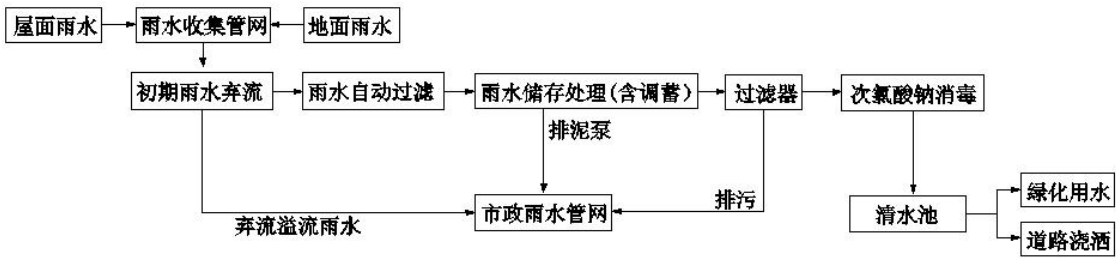 屋面雨水
雨水收集管网
地面雨水
初期雨水弃流
雨水自动过滤
雨水储存处理(含调蓄)
过滤器
次氯酸钠消毒
排泥泵
排污
弃流溢流雨水
市政雨水管网
清水池
绿化用水
道路浇洒